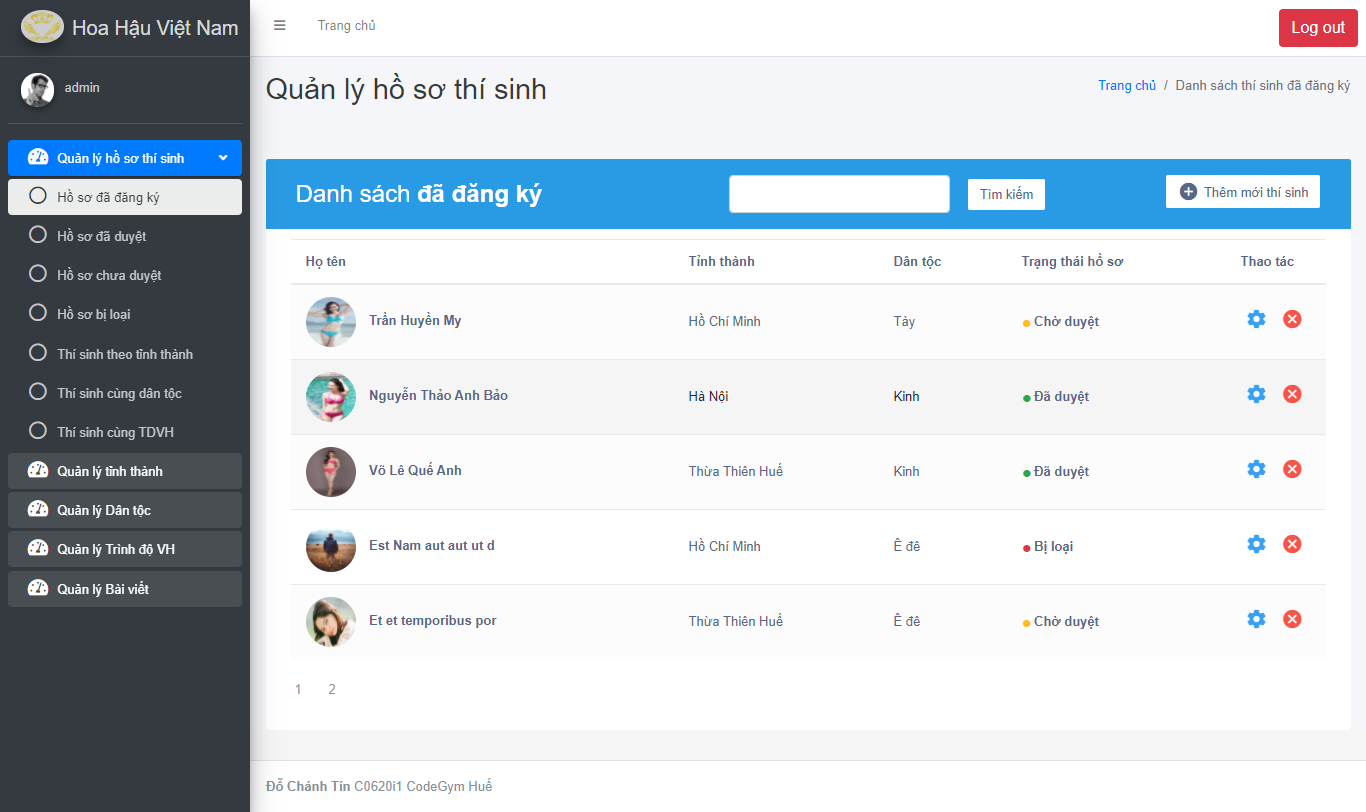 Hoa Hậu Việt Nam
Trang chủ
Log out
admin
Quản lý hồ sơ thí sinh
Trang chủ / Danh sách thí sinh đã đăng ký
Quản lý hồ sơ thí sinh
Hồ sơ đã đăng ký
Hồ sơ đã duyệt
Hồ sơ chưa duyệt
Hồ sơ bị loại
Thí sinh theo tỉnh thành
Thí sinh cùng dân tộc
Thí sinh cùng TDVH
Quản lý tỉnh thành
Quản lý Dân tộc
Quản lý Trình độ VH
Quản lý Bài viết
Danh sách đã đăng ký
Tìm kiếm
Thêm mới thí sinh
Họ tên Tỉnh thành Dân tộc Trạng thái hồ sơ Thao tác
Trần Huyền My Hồ Chí Minh Tày Chờ duyệt
Nguyễn Thảo Anh Bảo Hà Nội Kinh Đã duyệt
Võ Lê Quế Anh Thừa Thiên Huế Kinh Đã duyệt
Est Nam aut aut ut d Hồ Chí Minh Ê đê Bị loại
Et et temporibus por Thừa Thiên Huế Ê đê Chờ duyệt
1 2
Đỗ Chánh Tín C0620i1 CodeGym Huế